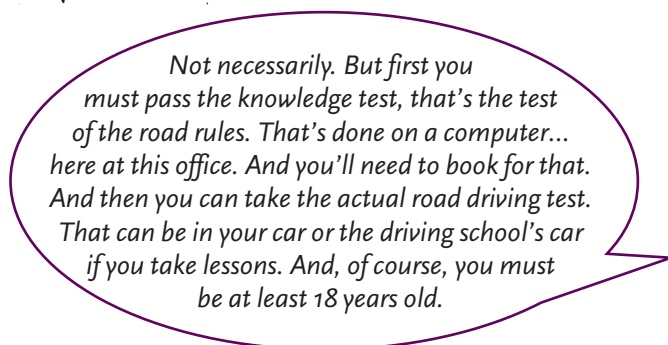 Not necessarily. But first you
must pass the knowledge test, that's the test
of the road rules. That's done on a computer...
here at this office. And you'll need to book for that.
And then you can take the actual road driving test.
That can be in your car or the driving school's car
if you take lessons. And, of course, you must
be at least 18 years old.